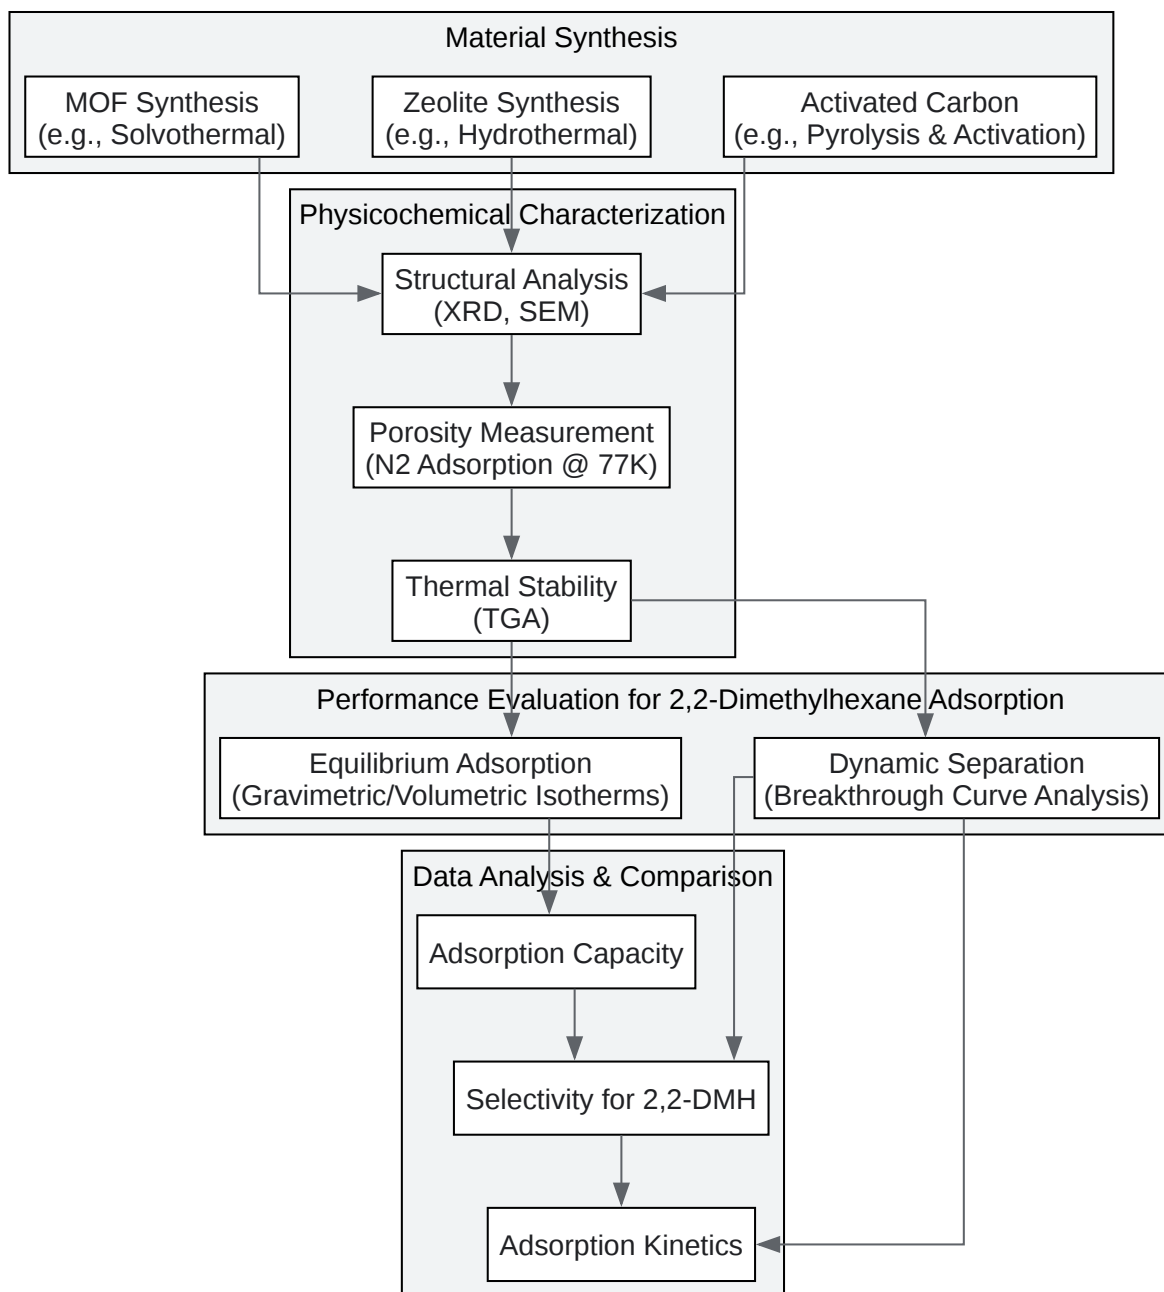 Material Synthesis
MOF Synthesis
(e.g., Solvothermal)
Zeolite Synthesis
(e.g., Hydrothermal)
Activated Carbon
(e.g., Pyrolysis & Activation)
Physicochemical Characterization
Structural Analysis
(XRD, SEM)
Porosity Measurement
(N2 Adsorption @ 77K)
Thermal Stability
(TGA)
Performance Evaluation for 2,2-Dimethylhexane Adsorption
Equilibrium Adsorption
(Gravimetric/Volumetric Isotherms)
Dynamic Separation
(Breakthrough Curve Analysis)
Data Analysis & Comparison
Adsorption Capacity
Selectivity for 2,2-DMH
Adsorption Kinetics